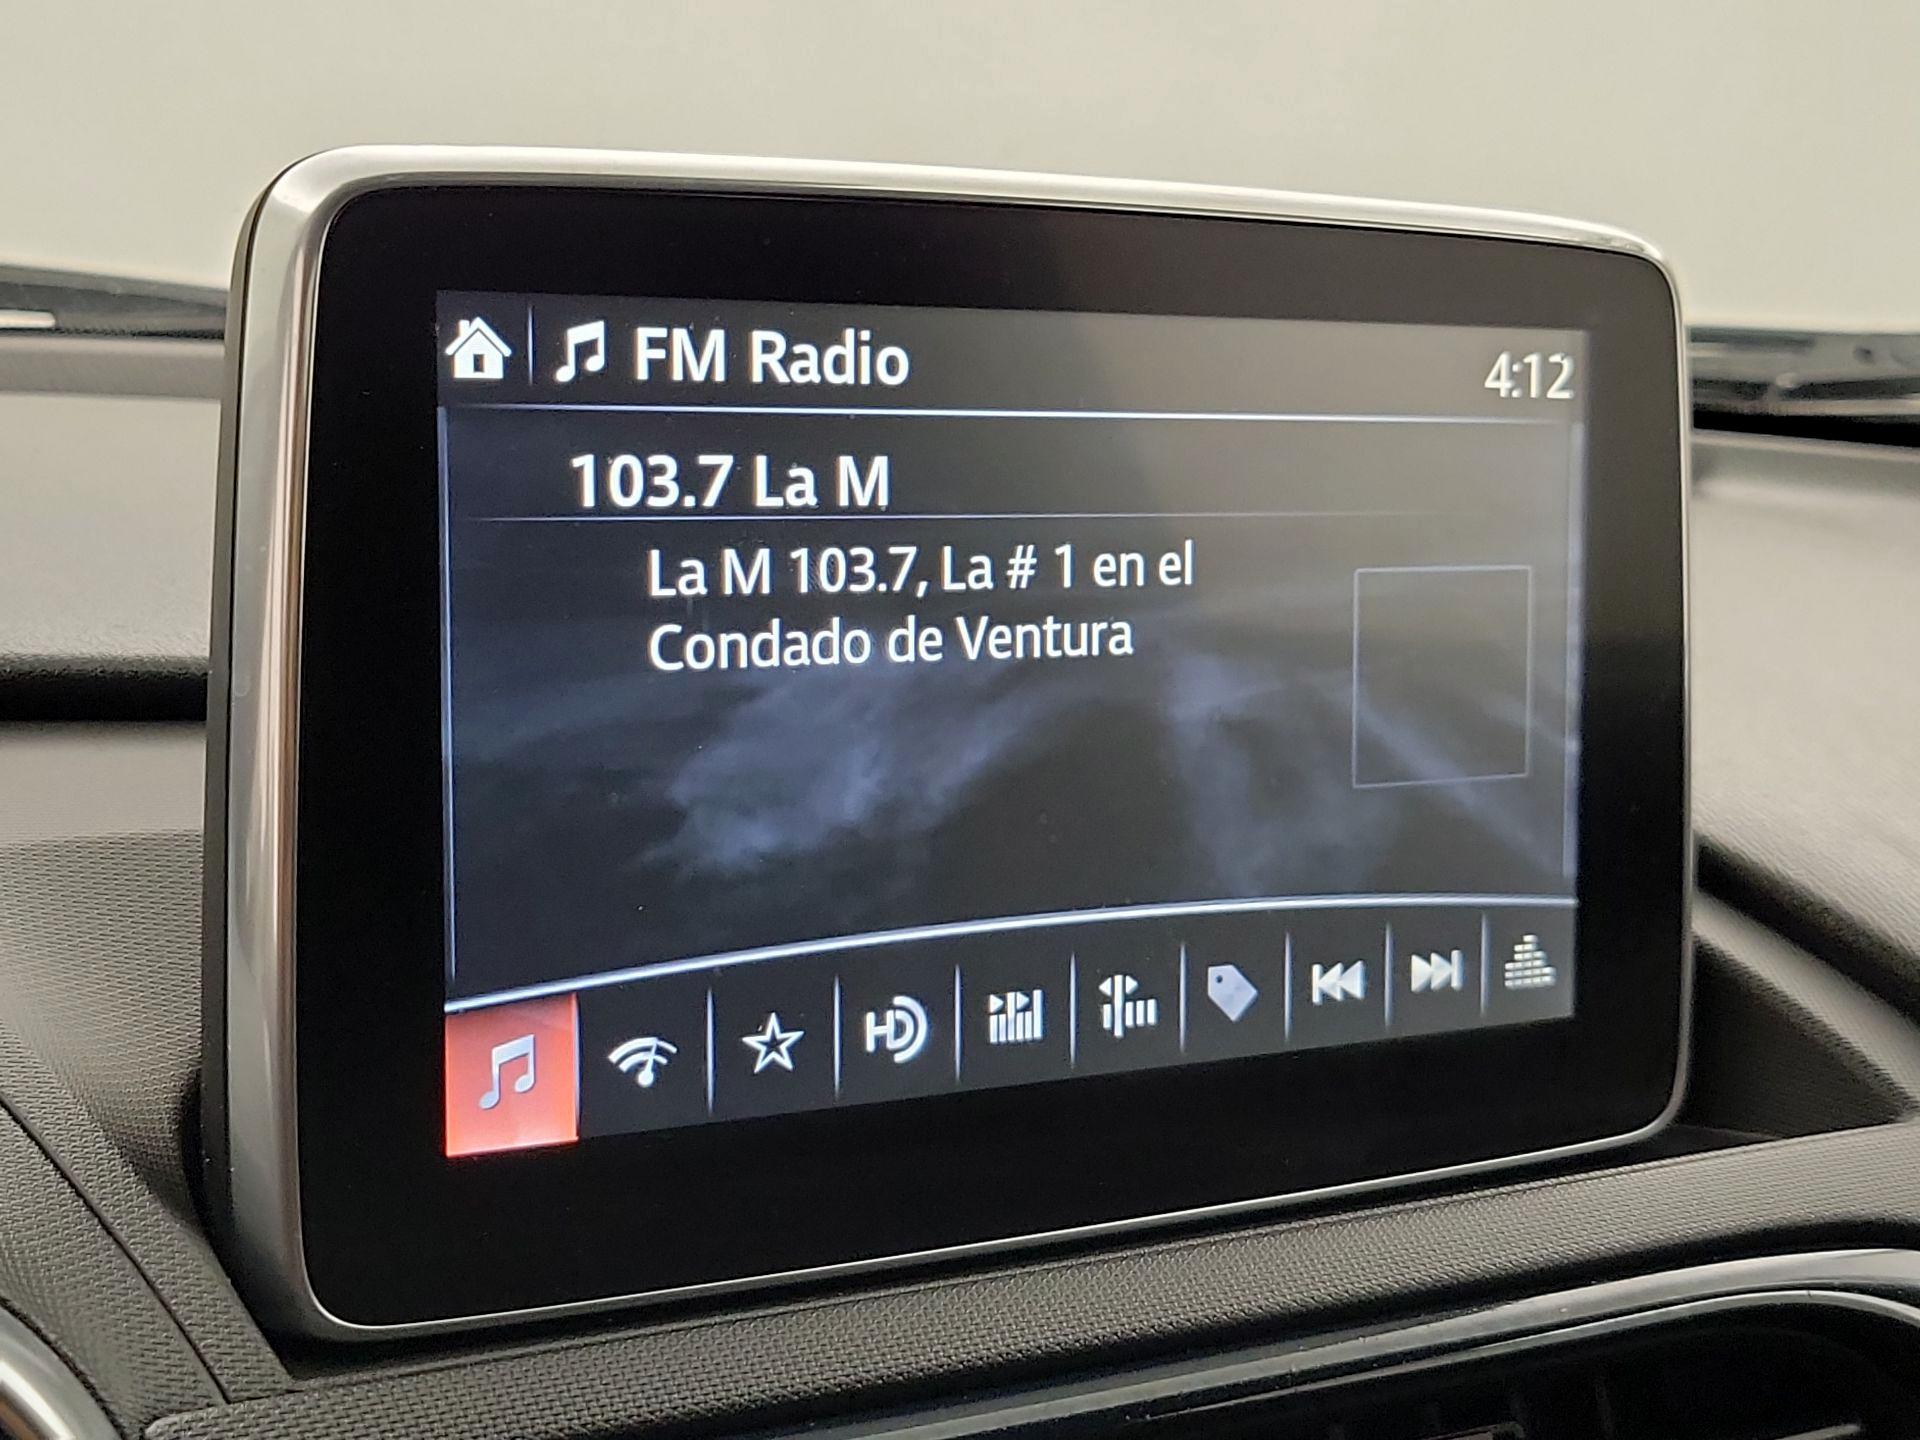 FM Radio
4:12
103.7 La M
La M 103.7, La # 1 en el
Condado de Ventura
HD